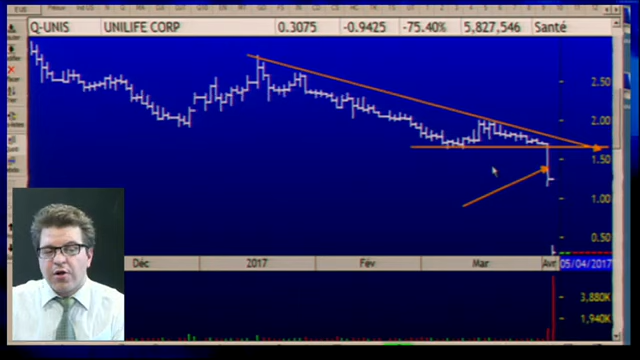 Q-UNIS UNILIFE CORP 0.3075 -0.9425 -75.40% 5,827,546 Santé
2.50
2.00
1.50
1.00
0.50
Déc 2017 Fév Mar Avr 05/04/2017
3,880K
1,940K